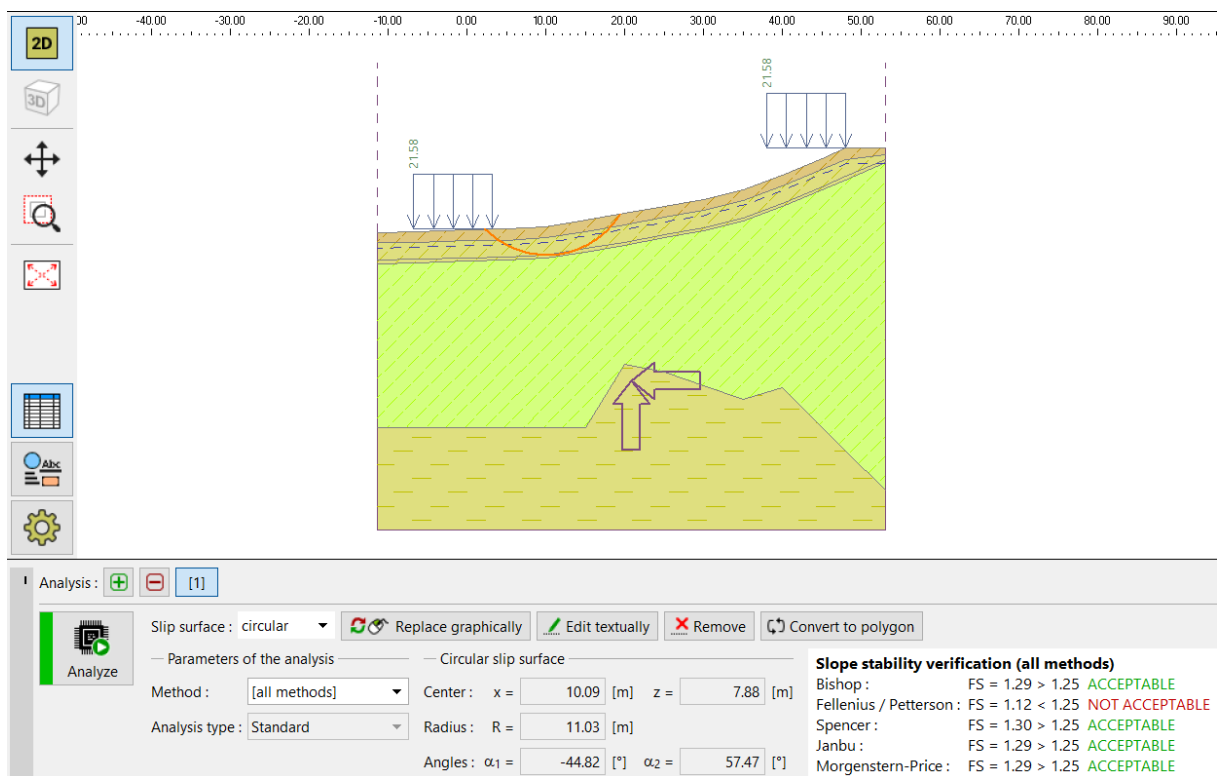 -40.00 -30.00 -20.00 -10.00 0.00 10.00 20.00 30.00 40.00 50.00 60.00 70.00 80.00 90.00
2D
3D
21.58
21.58
Abc
Analysis : [1]
Analyze
Slip surface : circular Replace graphically Edit textually Remove Convert to polygon
Parameters of the analysis
Method : [all methods]
Analysis type : Standard
Circular slip surface
Center : x = 10.09 [m] z = 7.88 [m]
Radius : R = 11.03 [m]
Angles : α1 = -44.82 [°] α2 = 57.47 [°]
Slope stability verification (all methods)
Bishop : FS = 1.29 > 1.25 ACCEPTABLE
Fellenius / Petterson : FS = 1.12 < 1.25 NOT ACCEPTABLE
Spencer : FS = 1.30 > 1.25 ACCEPTABLE
Janbu : FS = 1.29 > 1.25 ACCEPTABLE
Morgenstern-Price : FS = 1.29 > 1.25 ACCEPTABLE